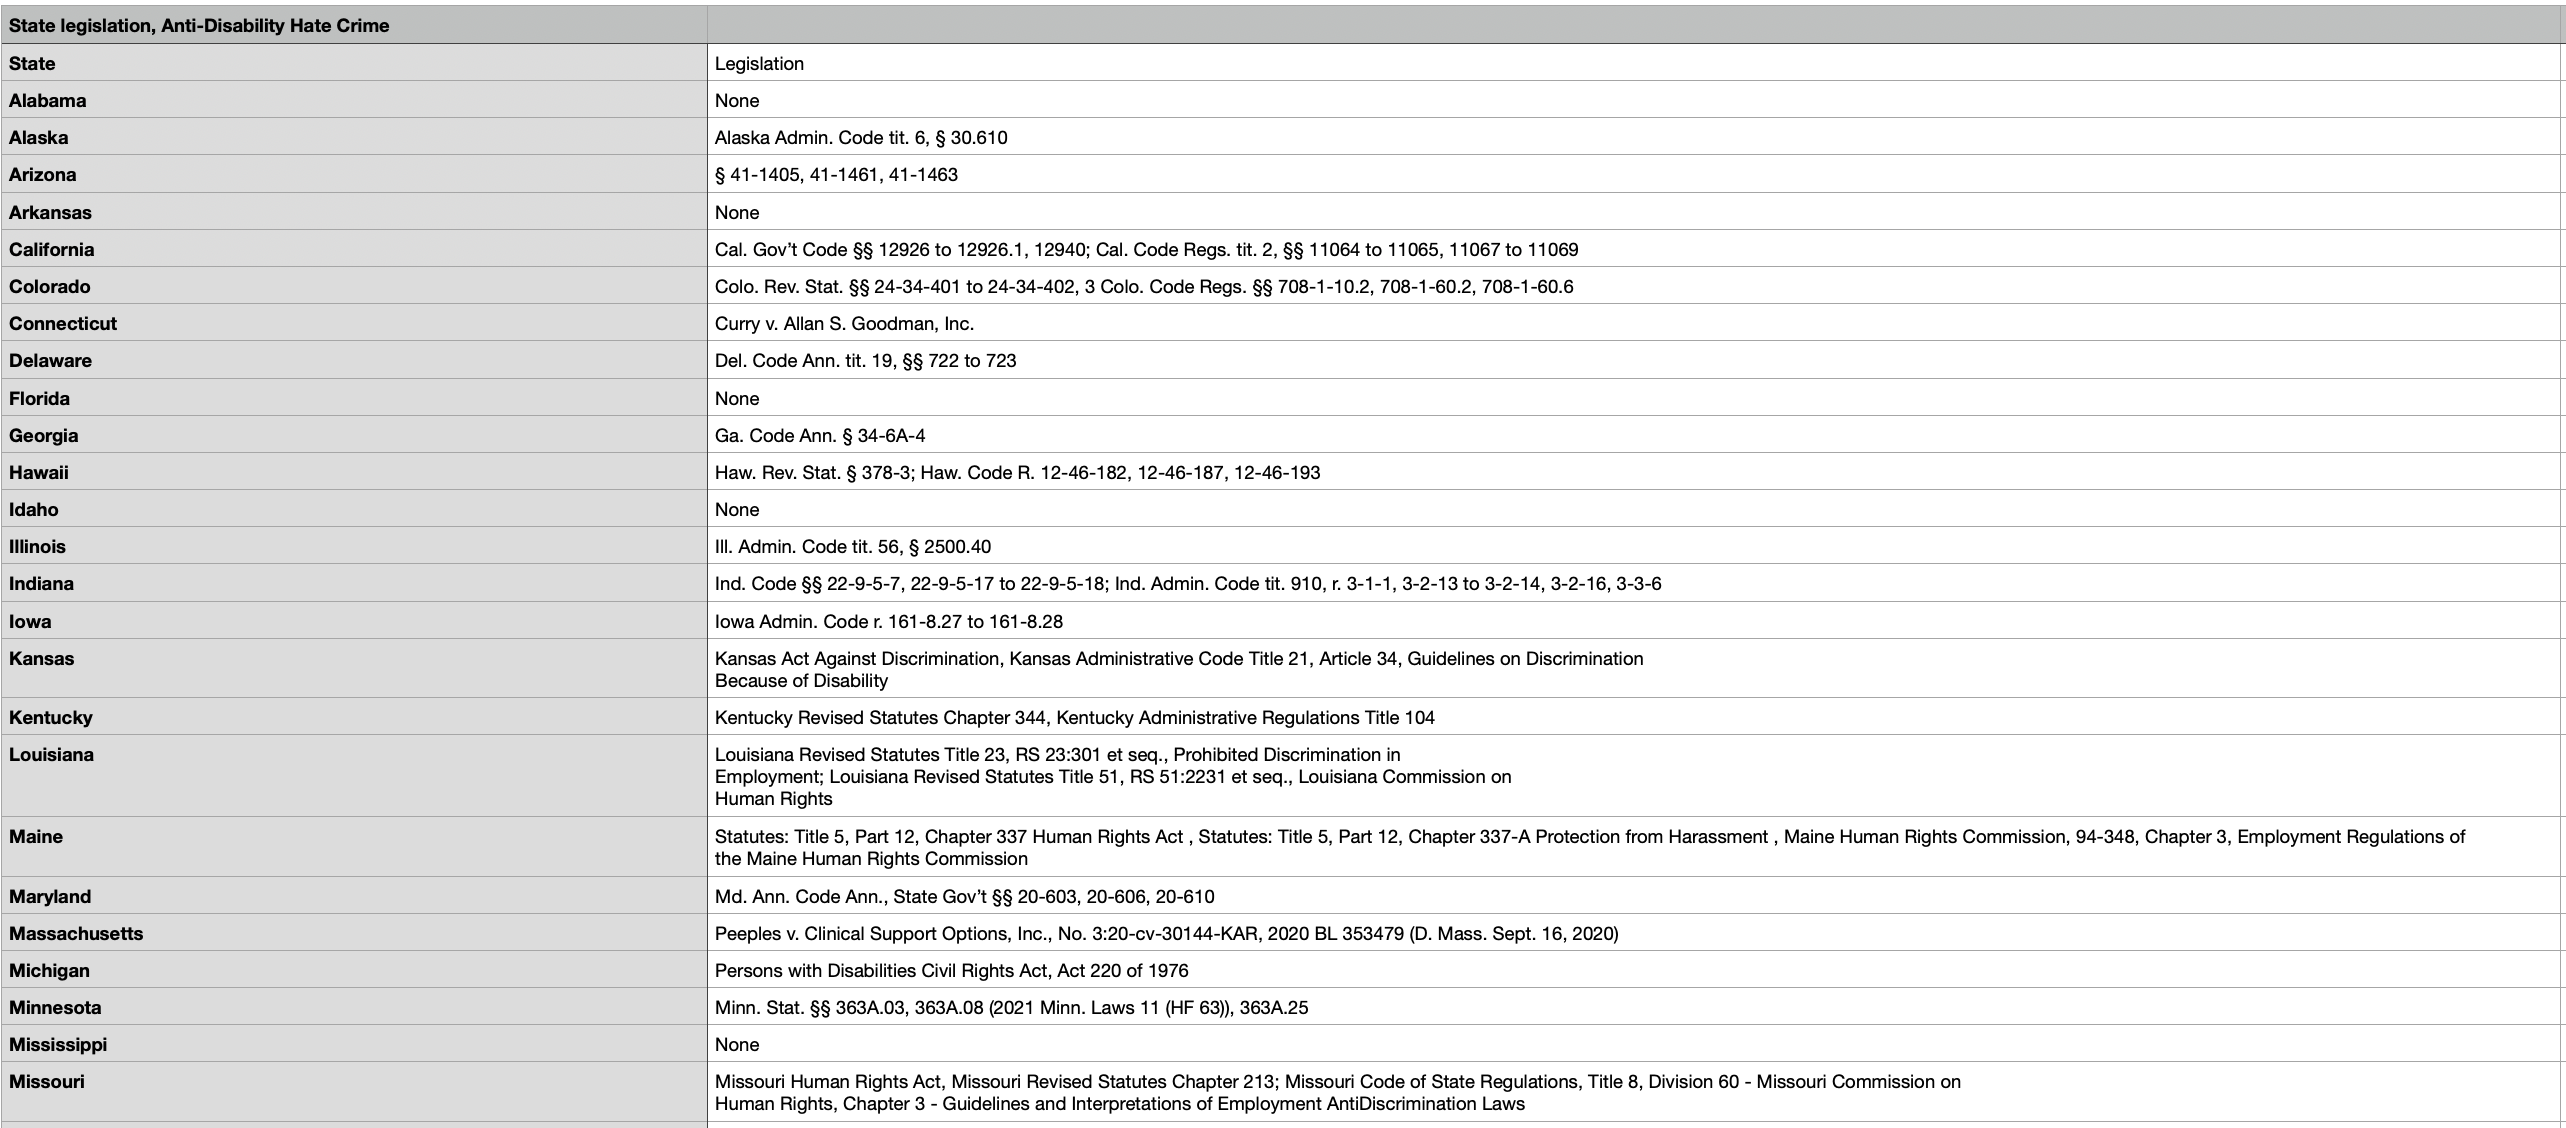 State legislation, Anti-Disability Hate Crime
State Legislation
Alabama None
Alaska Alaska Admin. Code tit. 6, § 30.610
Arizona § 41-1405, 41-1461, 41-1463
Arkansas None
California Cal. Gov’t Code §§ 12926 to 12926.1, 12940; Cal. Code Regs. tit. 2, §§ 11064 to 11065, 11067 to 11069
Colorado Colo. Rev. Stat. §§ 24-34-401 to 24-34-402, 3 Colo. Code Regs. §§ 708-1-10.2, 708-1-60.2, 708-1-60.6
Connecticut Curry v. Allan S. Goodman, Inc.
Delaware Del. Code Ann. tit. 19, §§ 722 to 723
Florida None
Georgia Ga. Code Ann. § 34-6A-4
Hawaii Haw. Rev. Stat. § 378-3; Haw. Code R. 12-46-182, 12-46-187, 12-46-193
Idaho None
Illinois Ill. Admin. Code tit. 56, § 2500.40
Indiana Ind. Code §§ 22-9-5-7, 22-9-5-17 to 22-9-5-18; Ind. Admin. Code tit. 910, r. 3-1-1, 3-2-13 to 3-2-14, 3-2-16, 3-3-6
Iowa Iowa Admin. Code r. 161-8.27 to 161-8.28
Kansas Kansas Act Against Discrimination, Kansas Administrative Code Title 21, Article 34, Guidelines on Discrimination
Because of Disability
Kentucky Kentucky Revised Statutes Chapter 344, Kentucky Administrative Regulations Title 104
Louisiana Louisiana Revised Statutes Title 23, RS 23:301 et seq., Prohibited Discrimination in
Employment; Louisiana Revised Statutes Title 51, RS 51:2231 et seq., Louisiana Commission on
Human Rights
Maine Statutes: Title 5, Part 12, Chapter 337 Human Rights Act , Statutes: Title 5, Part 12, Chapter 337-A Protection from Harassment , Maine Human Rights Commission, 94-348, Chapter 3, Employment Regulations of
the Maine Human Rights Commission
Maryland Md. Ann. Code Ann., State Gov’t §§ 20-603, 20-606, 20-610
Massachusetts Peeples v. Clinical Support Options, Inc., No. 3:20-cv-30144-KAR, 2020 BL 353479 (D. Mass. Sept. 16, 2020)
Michigan Persons with Disabilities Civil Rights Act, Act 220 of 1976
Minnesota Minn. Stat. §§ 363A.03, 363A.08 (2021 Minn. Laws 11 (HF 63)), 363A.25
Mississippi None
Missouri Missouri Human Rights Act, Missouri Revised Statutes Chapter 213; Missouri Code of State Regulations, Title 8, Division 60 - Missouri Commission on
Human Rights, Chapter 3 - Guidelines and Interpretations of Employment AntiDiscrimination Laws